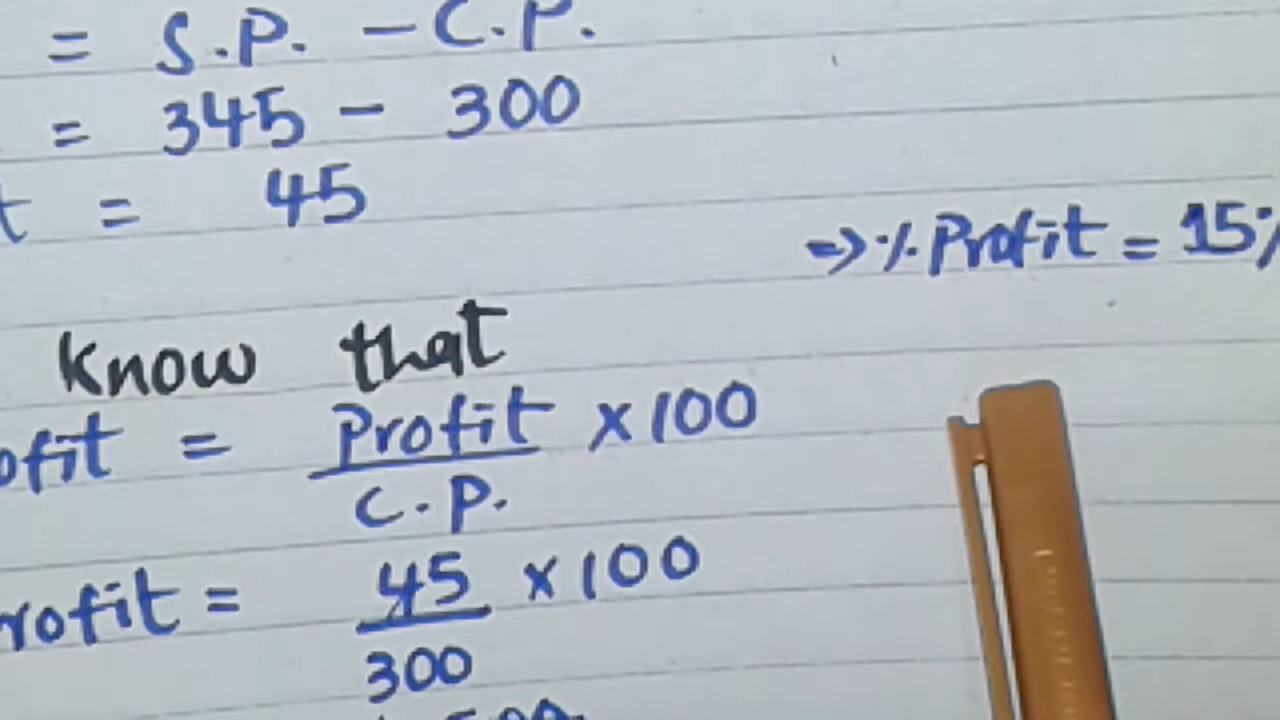 = S.P. - C.P.
= 345 - 300
t = 45
⇒ % Profit = 15%
know that
ofit = Profit/C.P. × 100
rofit = 45/300 × 100